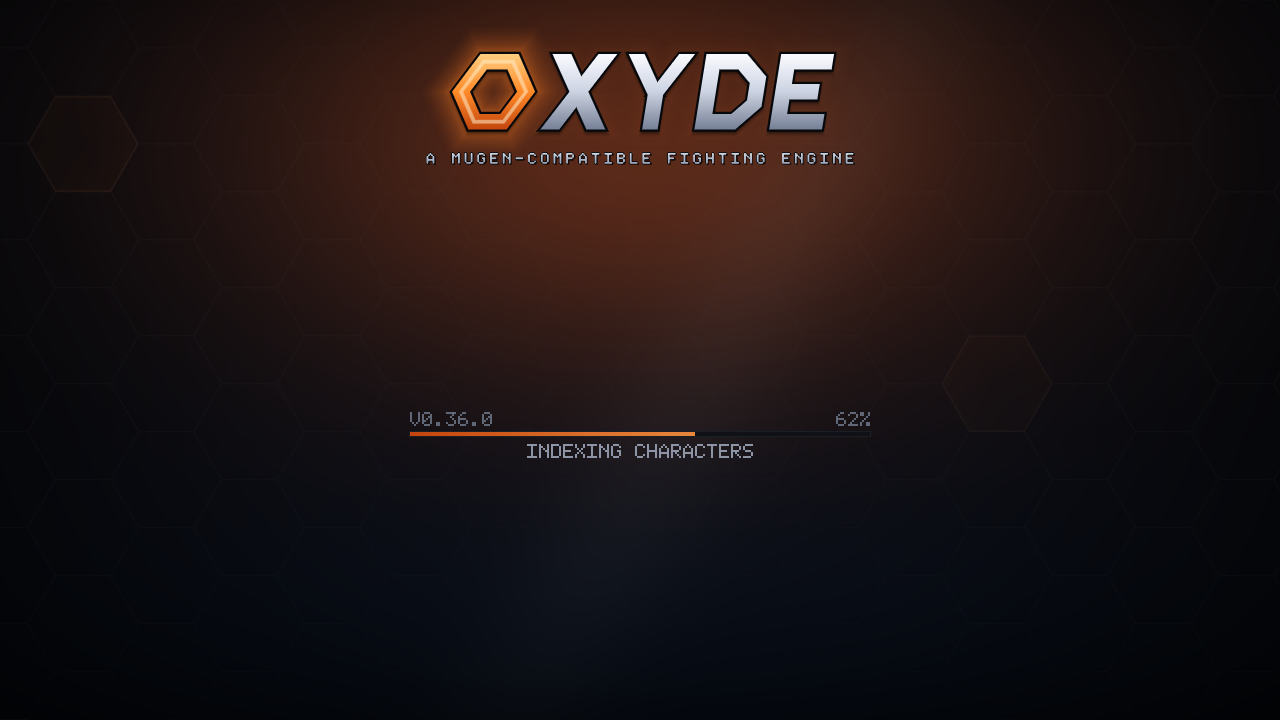 OXYDE
A MUGEN-COMPATIBLE FIGHTING ENGINE
V0.36.0 62%
INDEXING CHARACTERS